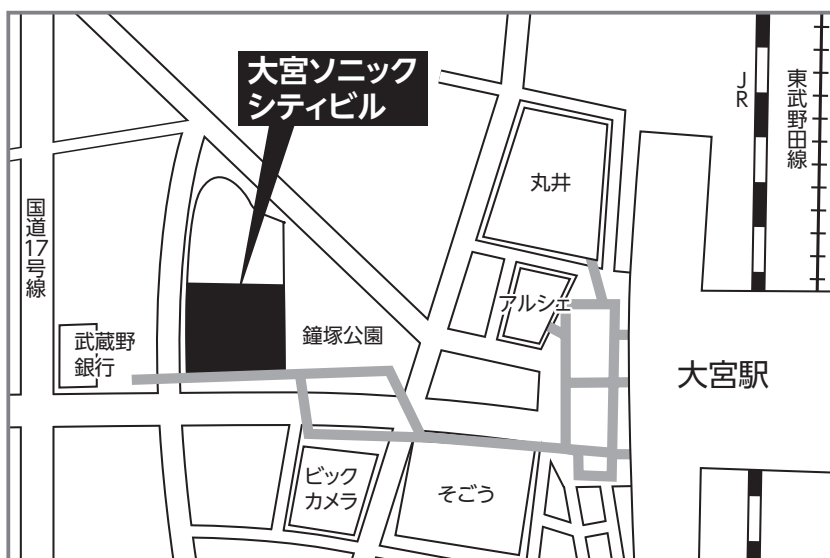 大宮ソニック
シティビル
JR
東武野田線
丸井
国道17号線
アルシェ
鐘塚公園
武蔵野
銀行
大宮駅
ビック
カメラ
そごう